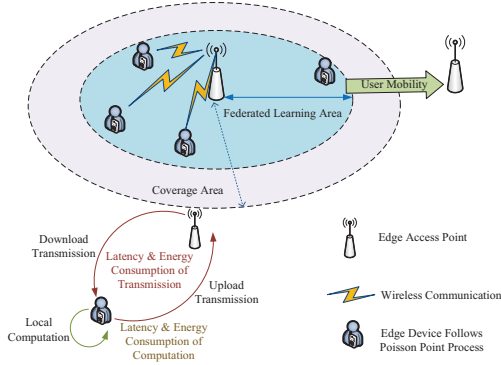 User Mobility
Federated Learning Area
Coverage Area
Download
Transmission
Latency & Energy
Consumption of
Transmission
Upload
Transmission
Local
Computation
Latency & Energy
Consumption of
Computation
Edge Access Point
Wireless Communication
Edge Device Follows
Poisson Point Process